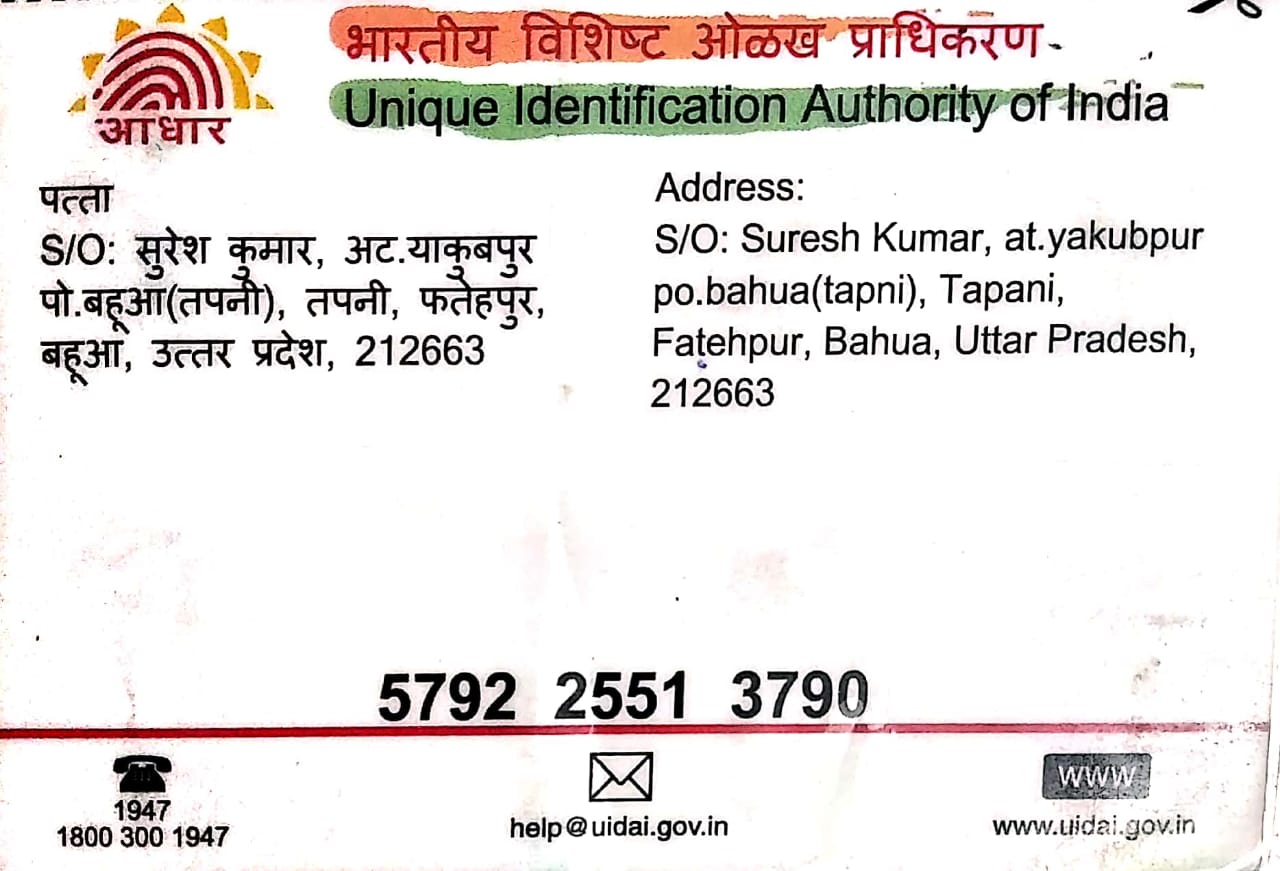 भारतीय विशिष्ट ओळख प्राधिकरण
Unique Identification Authority of India
आधार
पत्ता
S/O: सुरेश कुमार, अट.याकुबपुर
पो.बहूआ(तपनी), तपनी, फतेहपुर,
बहूआ, उत्तर प्रदेश, 212663
Address:
S/O: Suresh Kumar, at.yakubpur
po.bahua(tapni), Tapani,
Fatehpur, Bahua, Uttar Pradesh,
212663
5792 2551 3790
1947
1800 300 1947
help@uidai.gov.in
WWW
www.uidai.gov.in